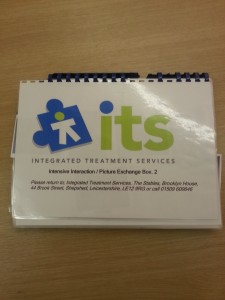 its
INTEGRATED TREATMENT SERVICES
Intensive Interaction / Picture Exchange Box. 2
Please return to: Integrated Treatment Services, The Stables, Brooklyn House,
44 Brook Street, Shepshed, Leicestershire, LE12 9RG or call 01509 600546